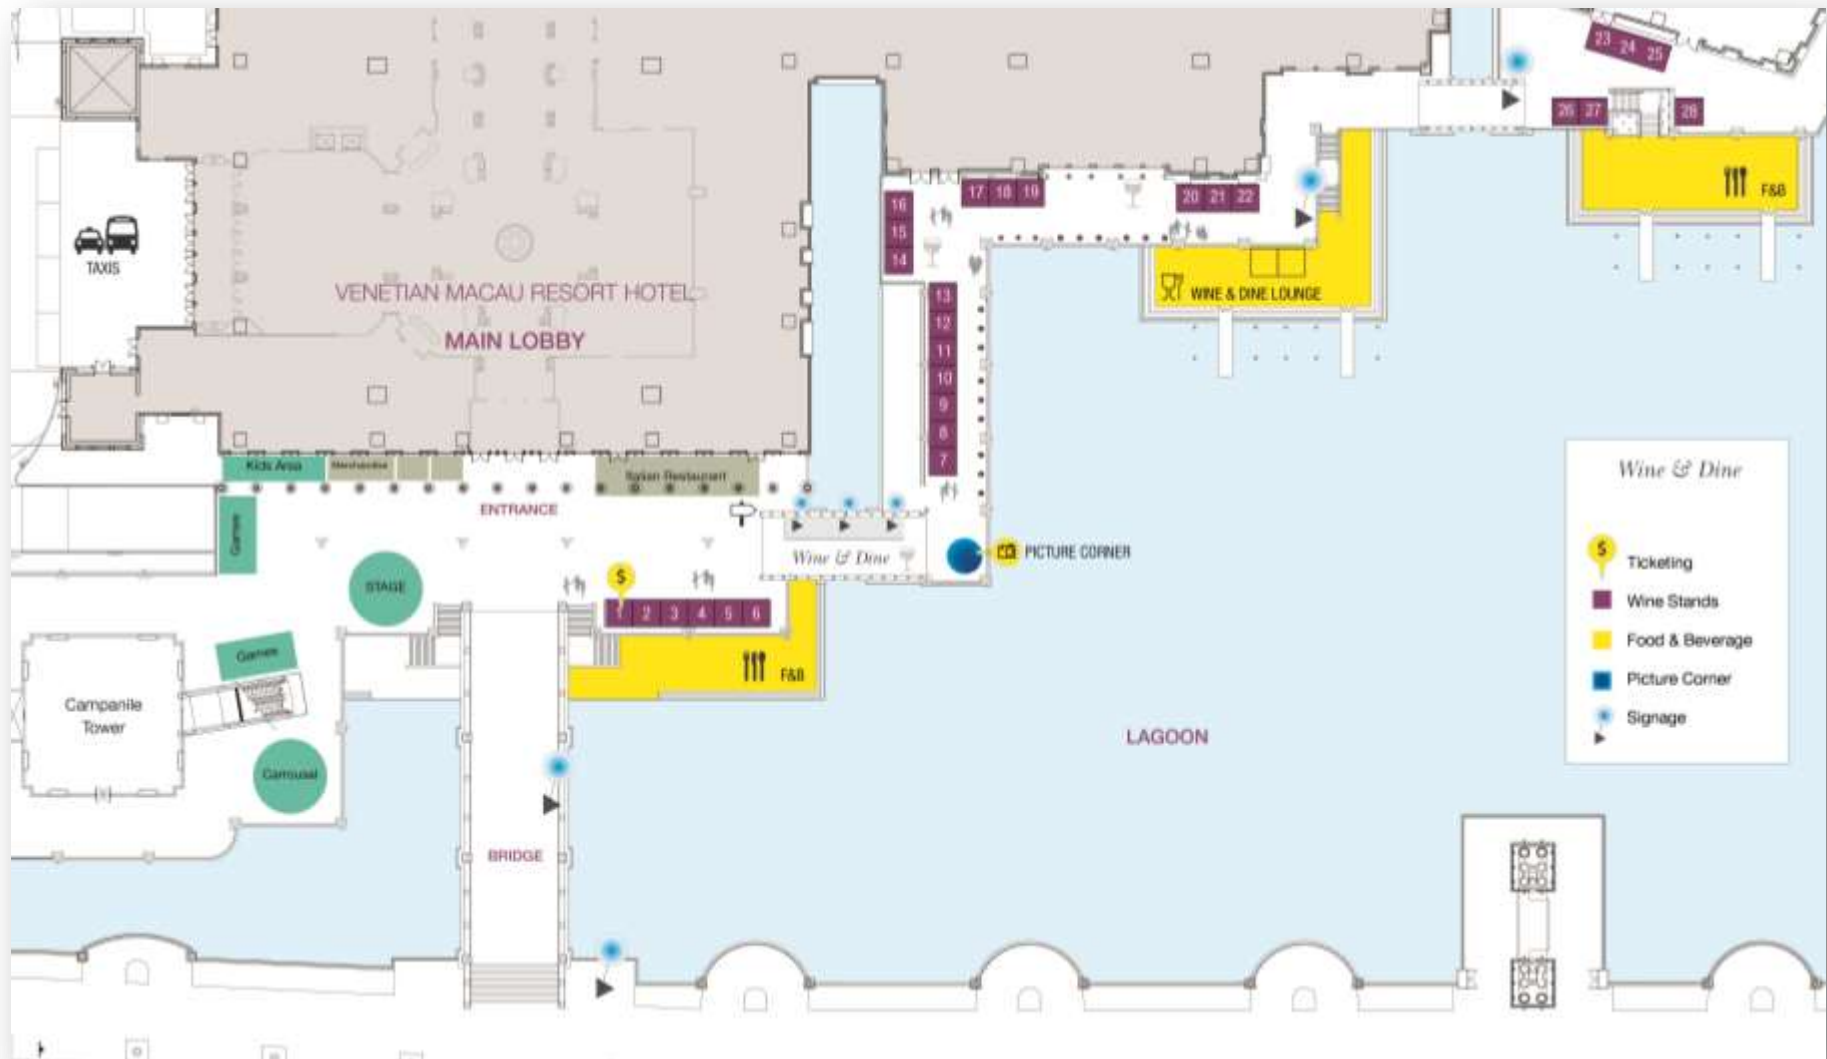 23 24 25
26 27
28
F&B
TAXIS
17 18 19
20 21 22
16
15
14
WINE & DINE LOUNGE
VENETIAN MACAU RESORT HOTEL
MAIN LOBBY
13
12
11
10
9
8
7
Kids Area
Merchandise
Italian Restaurant
ENTRANCE
Games
Wine & Dine
PICTURE CORNER
STAGE
$
1 2 3 4 5 6
F&B
Games
Campanile
Tower
Carrousel
LAGOON
BRIDGE
Wine & Dine
$
Ticketing
Wine Stands
Food & Beverage
Picture Corner
Signage